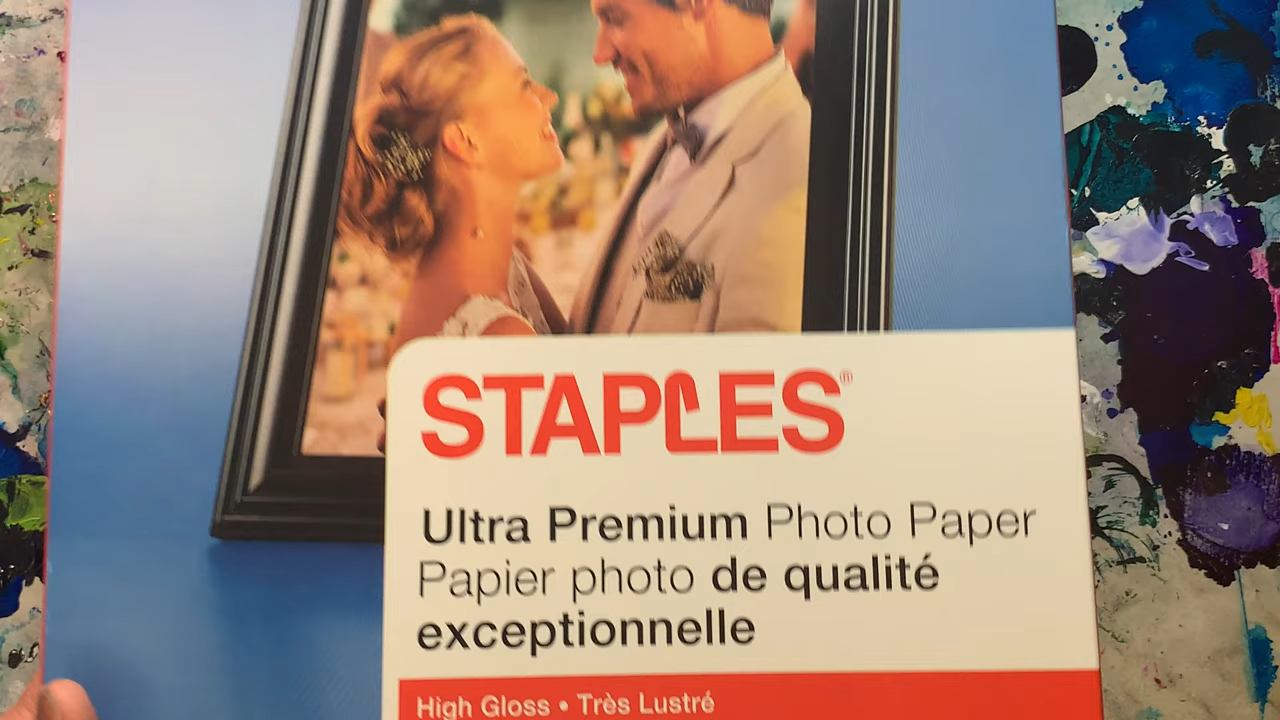 STAPLES®
Ultra Premium Photo Paper
Papier photo de qualité
exceptionnelle
High Gloss • Très Lustré